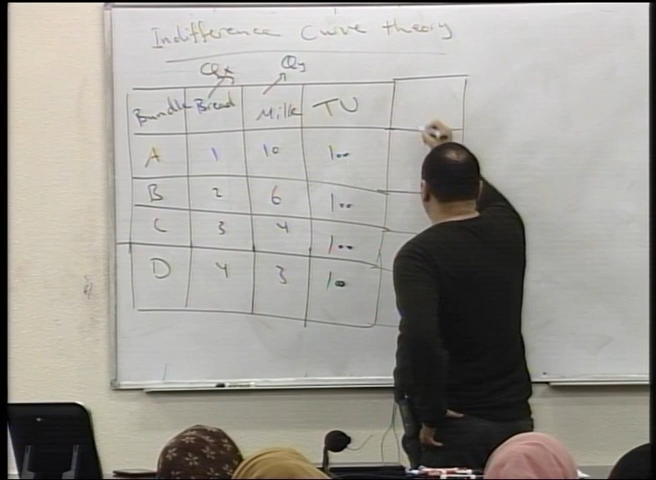 Indifference Curve theory
Qx Qy
Bundle Bread Milk TU
A 1 10 100
B 2 6 100
C 3 4 100
D 4 3 100